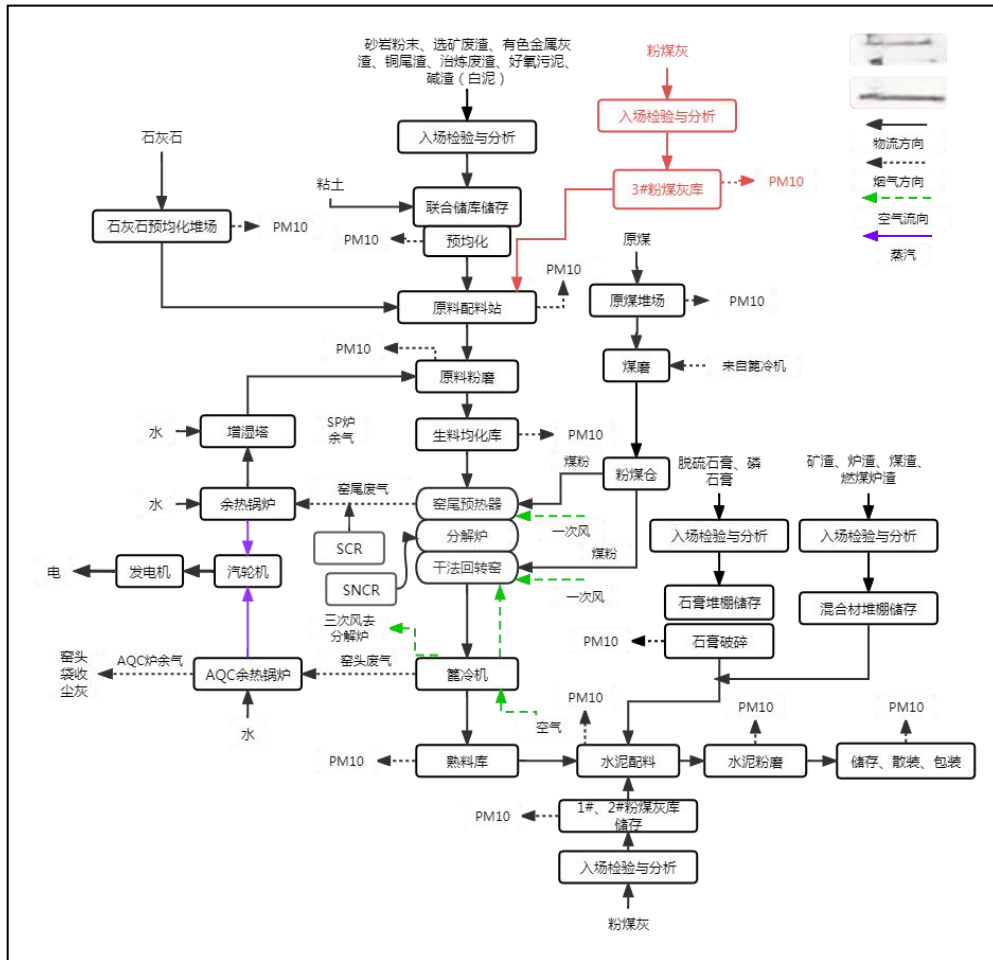 砂岩粉末、选矿废渣、有色金属灰
渣、铜尾渣、冶炼废渣、好氧污泥、
碱渣（白泥）
粉煤灰
入场检验与分析
入场检验与分析
物流方向
烟气方向
空气流向
蒸汽
石灰石
粘土
3#粉煤灰库
PM10
石灰石预均化堆场
PM10
联合储库储存
PM10
预均化
原煤
PM10
原料配料站
原煤堆场
PM10
PM10
原料粉磨
煤磨
来自篦冷机
水
增湿塔
SP炉
余气
生料均化库
PM10
煤粉
粉煤仓
脱硫石膏、磷
石膏
矿渣、炉渣、煤渣、
燃煤炉渣
水
余热锅炉
窑尾废气
窑尾预热器
一次风
SCR
分解炉
入场检验与分析
入场检验与分析
煤粉
电
发电机
汽轮机
SNCR
干法回转窑
一次风
石膏堆棚储存
混合材堆棚储存
三次风去
分解炉
PM10
石膏破碎
窑头
袋收
尘灰
AQC炉余气
AQC余热锅炉
窑头废气
篦冷机
空气
水
PM10
PM10
PM10
PM10
熟料库
水泥配料
水泥粉磨
储存、散装、包装
PM10
1#、2#粉煤灰库
储存
入场检验与分析
粉煤灰